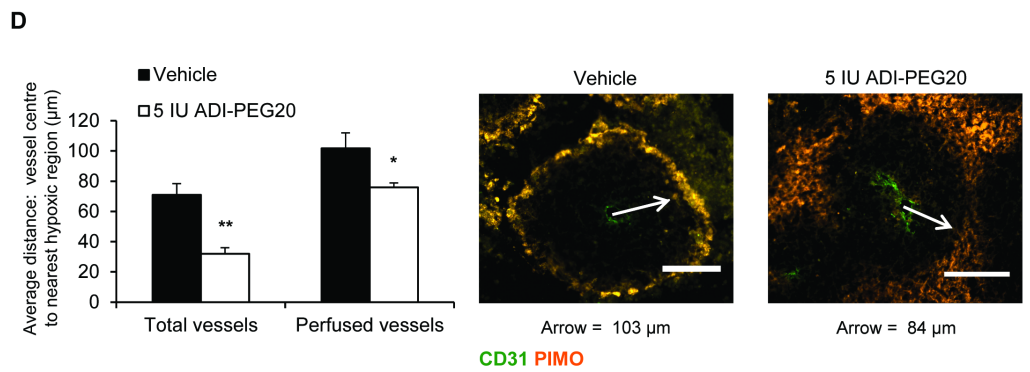 D
Vehicle
5 IU ADI-PEG20
Average distance: vessel centre
to nearest hypoxic region (µm)
120
100
80
60
40
20
0
**
*
Total vessels
Perfused vessels
Vehicle
5 IU ADI-PEG20
Arrow = 103 µm
Arrow = 84 µm
CD31 PIMO